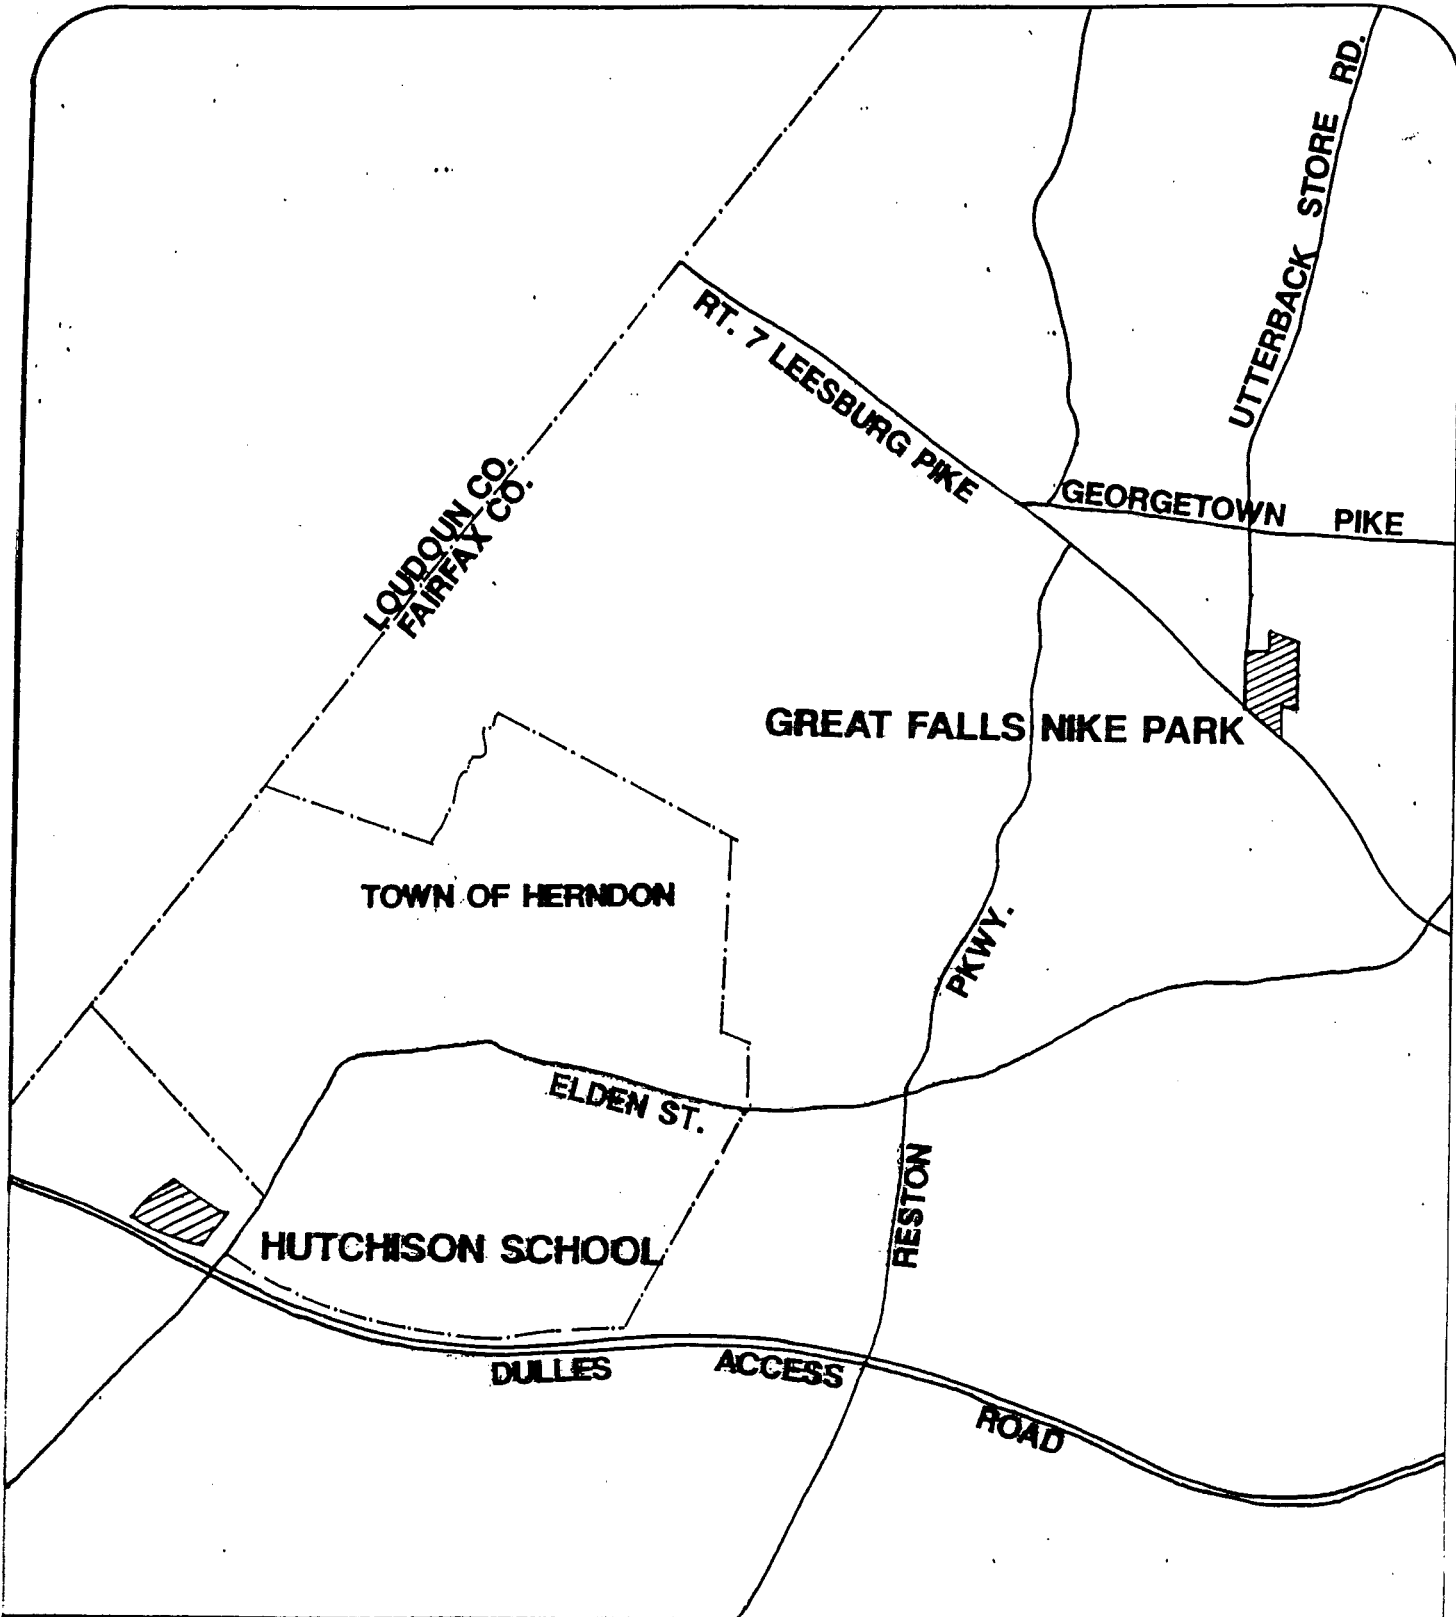 UTTERBACK STORE RD.
RT. 7 LEESBURG PIKE
LOUDOUN CO.
FAIRFAX CO.
GEORGETOWN PIKE
GREAT FALLS NIKE PARK
TOWN OF HERNDON
RESTON PKWY.
ELDEN ST.
HUTCHISON SCHOOL
DULLES ACCESS ROAD